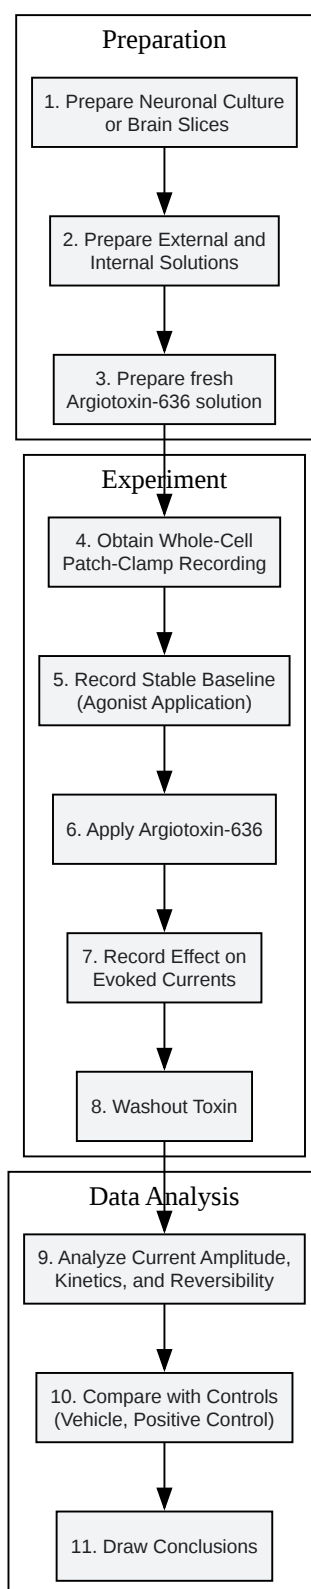 Preparation
1. Prepare Neuronal Culture
or Brain Slices
2. Prepare External and
Internal Solutions
3. Prepare fresh
Argiotoxin-636 solution
Experiment
4. Obtain Whole-Cell
Patch-Clamp Recording
5. Record Stable Baseline
(Agonist Application)
6. Apply Argiotoxin-636
7. Record Effect on
Evoked Currents
8. Washout Toxin
Data Analysis
9. Analyze Current Amplitude,
Kinetics, and Reversibility
10. Compare with Controls
(Vehicle, Positive Control)
11. Draw Conclusions